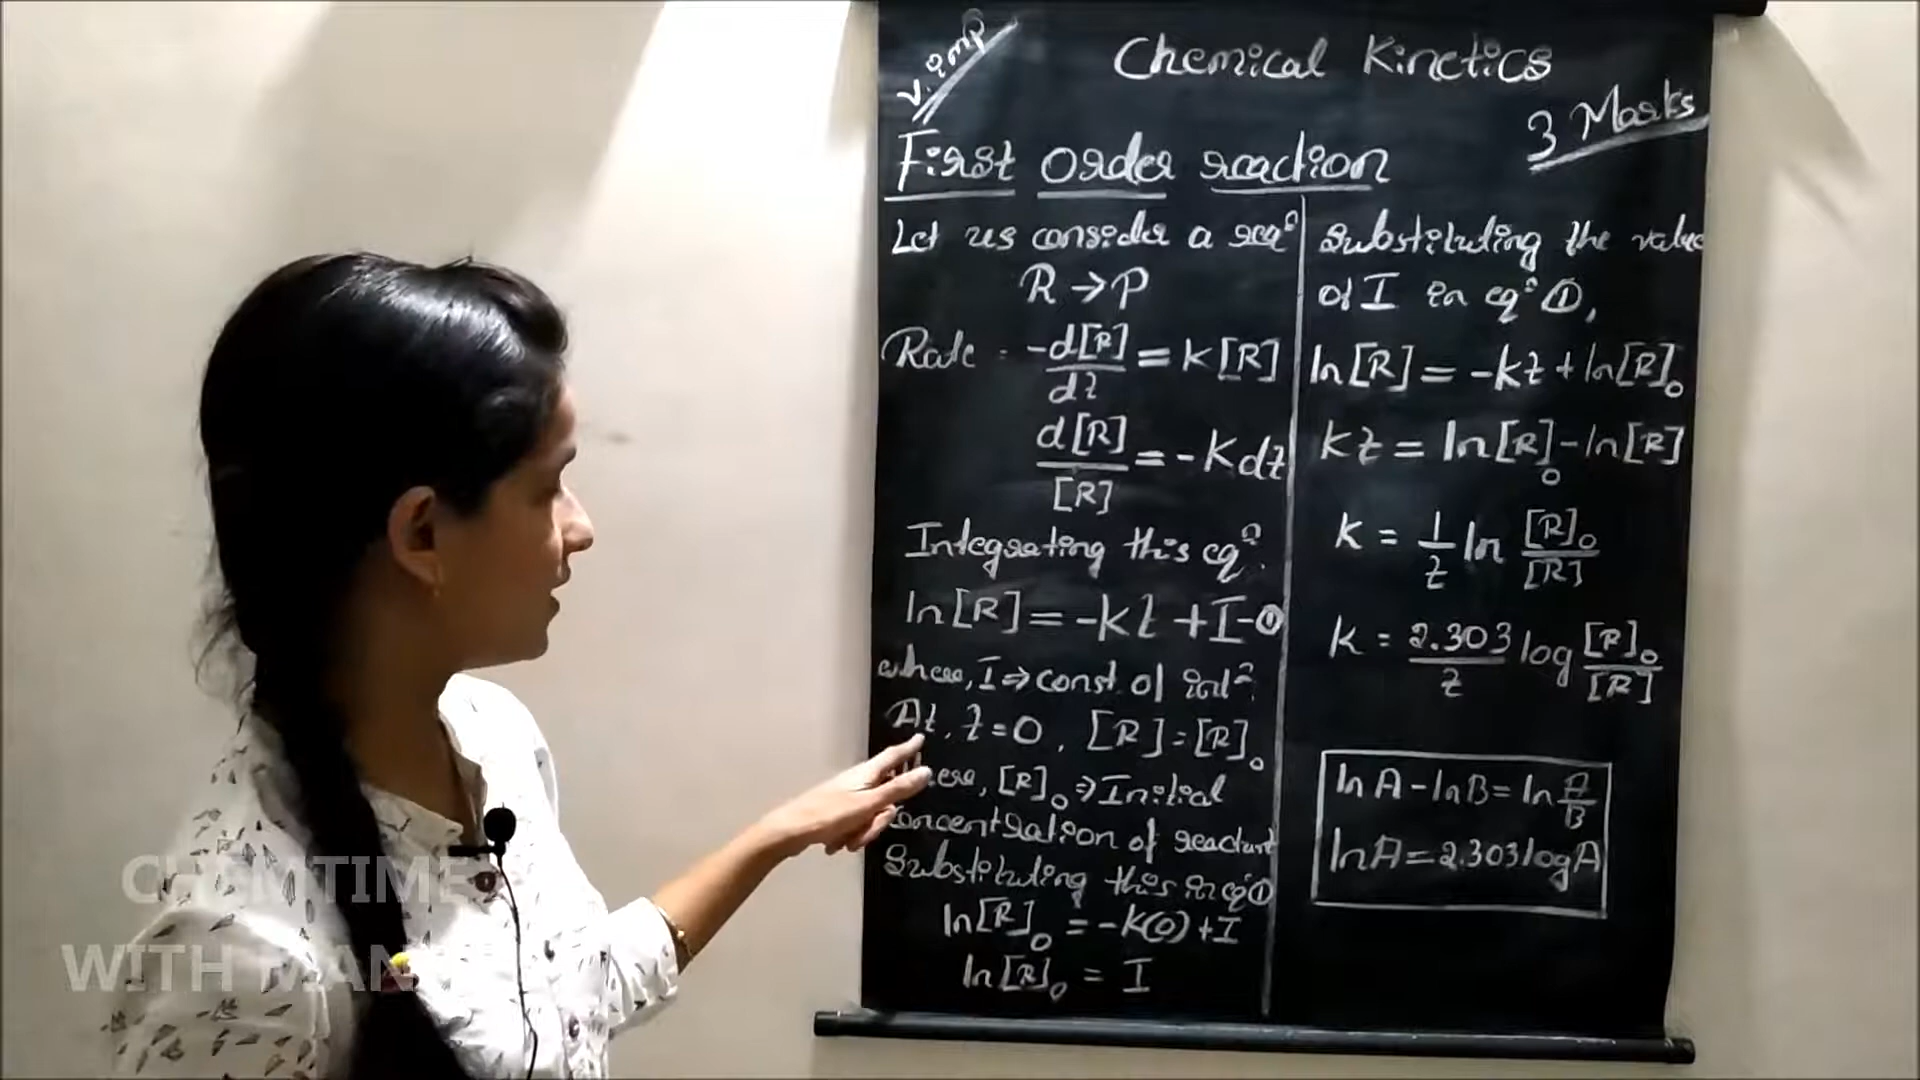 V. imp
Chemical Kinetics
3 Marks
First Order reaction
Let us consider a reaⁿ
R → P
Rate = -d[R]/dt = K[R]
d[R]/[R] = -Kdt
Integrating this eqⁿ.
ln[R] = -kt + I -①
where, I ⇒ const. of intⁿ.
At, t = 0, [R] = [R]₀
where, [R]₀ ⇒ Initial
concentration of reactant
Substituting this in eqⁿ①
ln[R]₀ = -K(0) + I
ln[R]₀ = I
Substituting the value
of I in eqⁿ ①,
ln[R] = -kt + ln[R]₀
kt = ln[R]₀ - ln[R]
K = 1/t ln [R]₀/[R]
K = 2.303/t log [R]₀/[R]
ln A - ln B = ln A/B
ln A = 2.303 log A
CHEMTIME
WITH